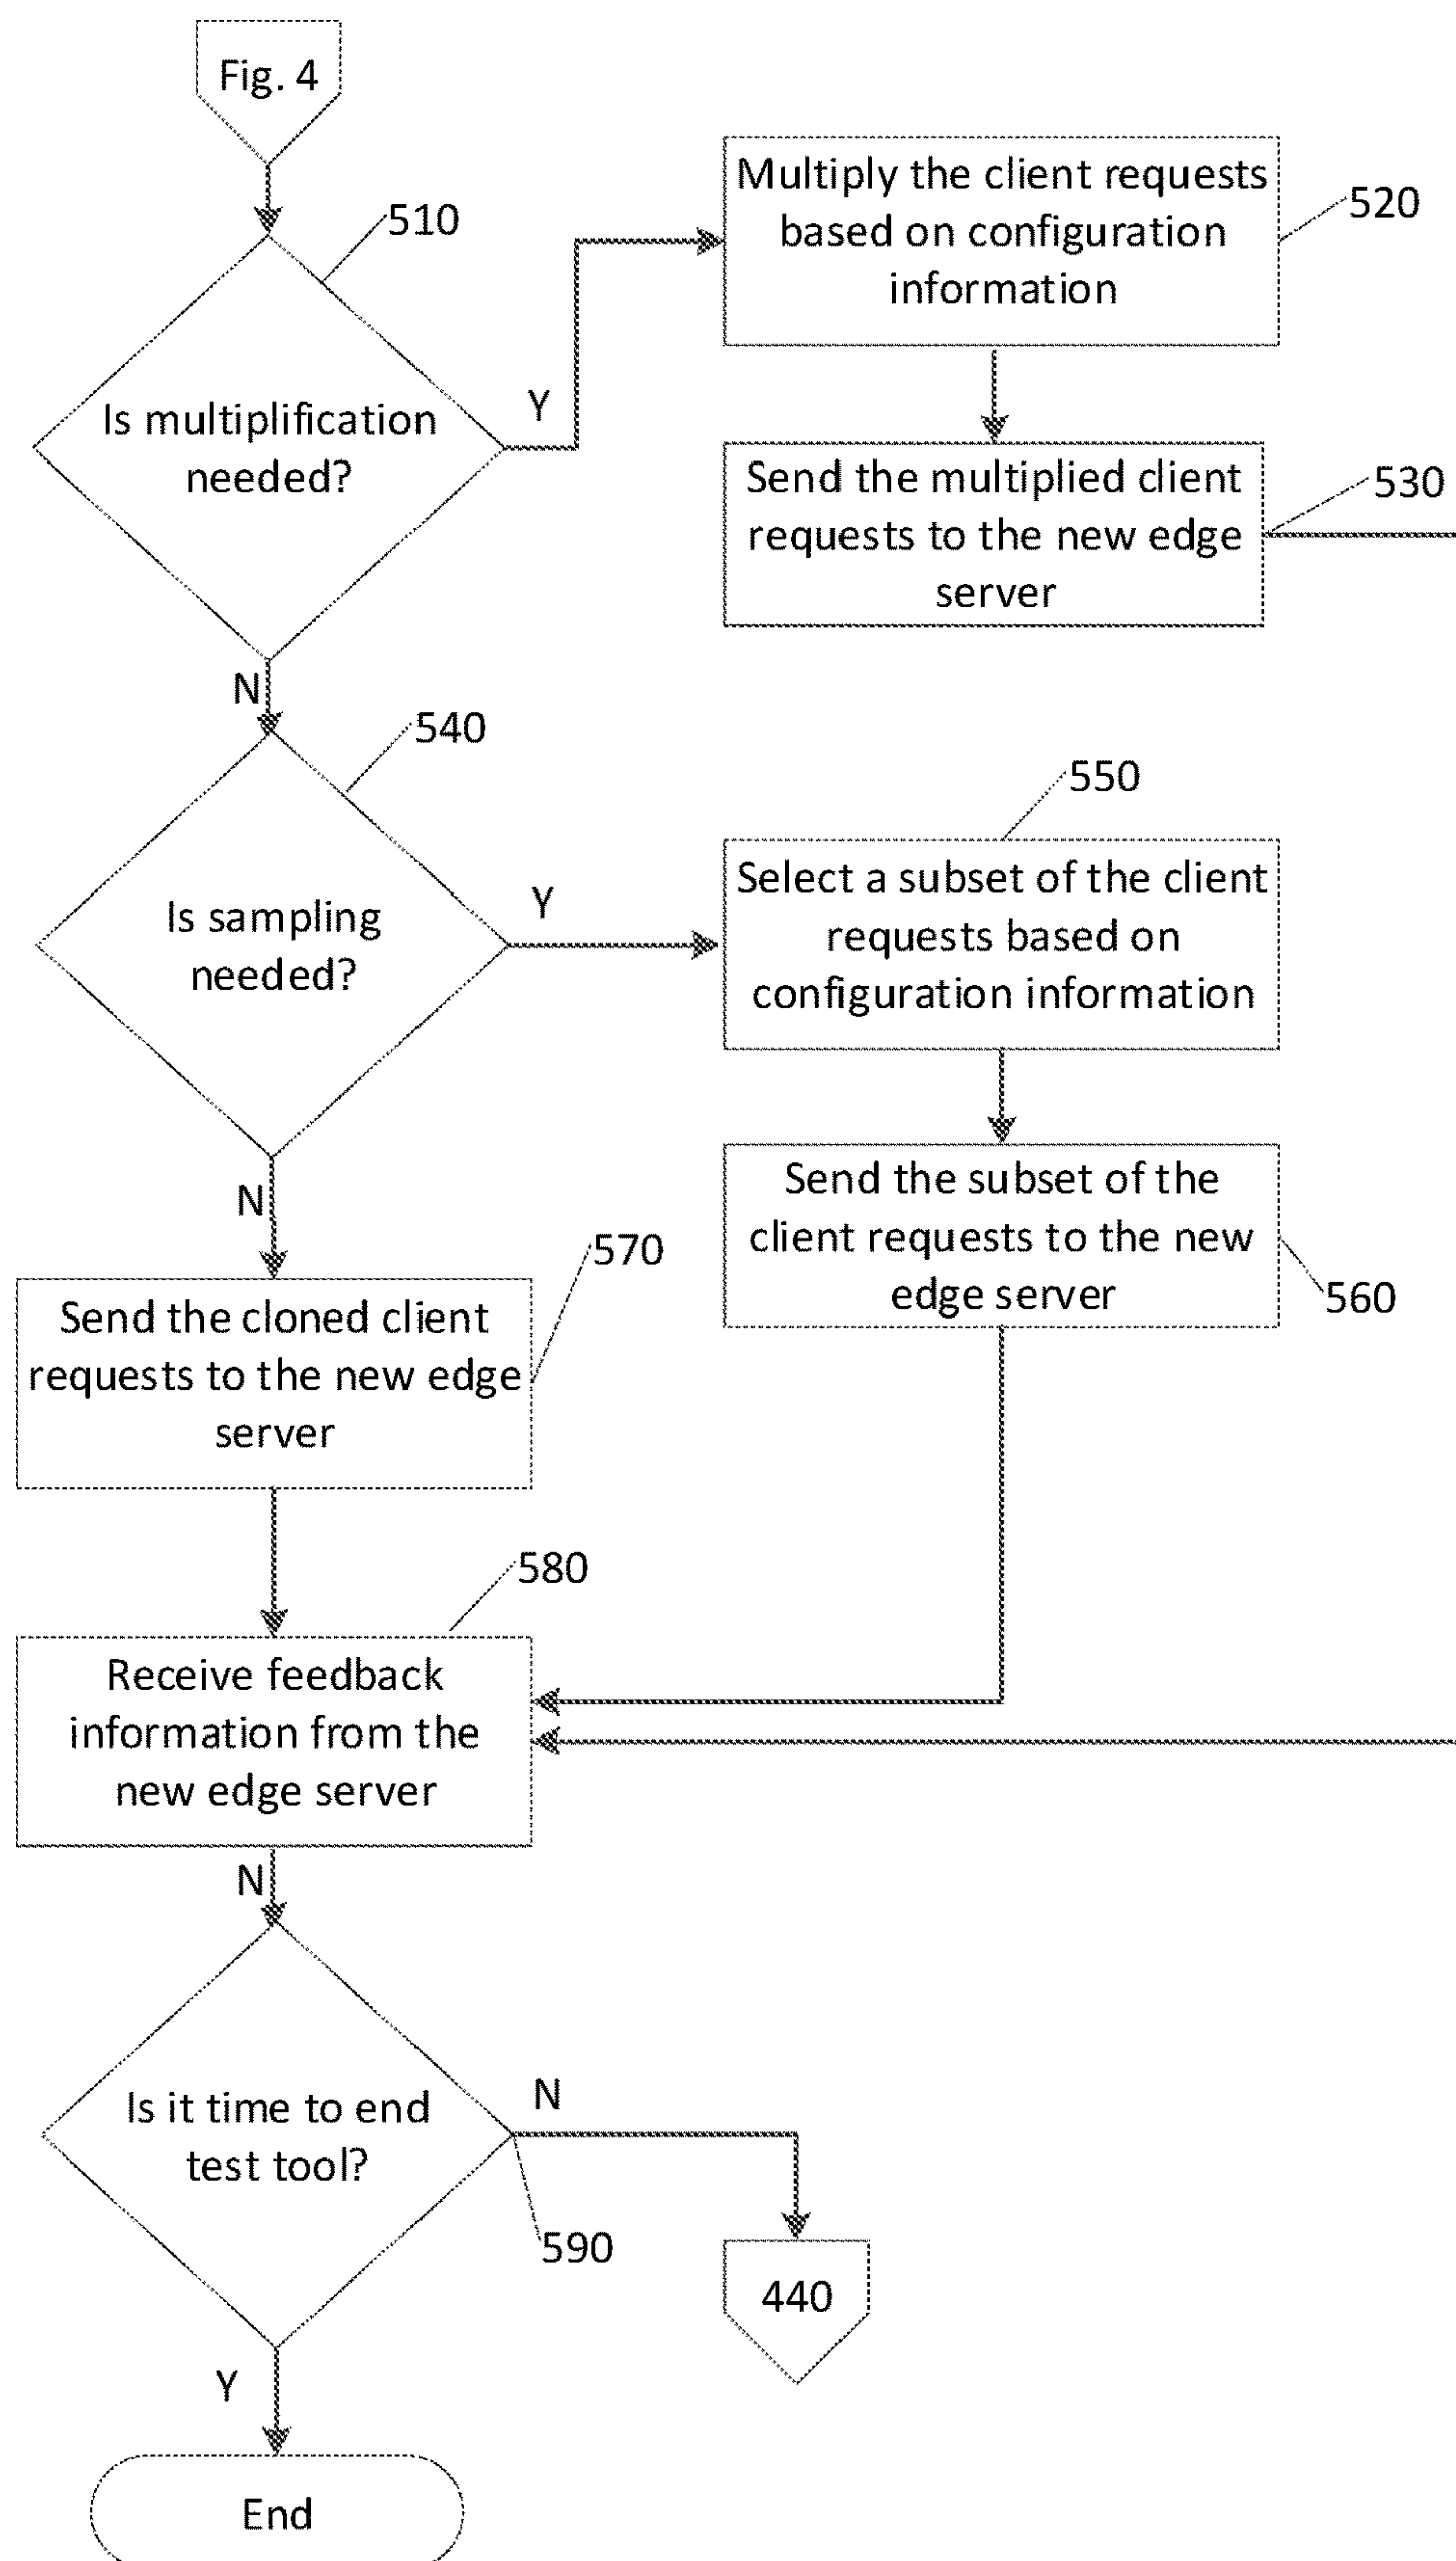 Fig. 4
510
Is multiplification
needed?
Y
Multiply the client requests
based on configuration
information
520
Send the multiplied client
requests to the new edge
server
530
N
540
Is sampling
needed?
Y
550
Select a subset of the client
requests based on
configuration information
Send the subset of the
client requests to the new
edge server
560
N
570
Send the cloned client
requests to the new edge
server
580
Receive feedback
information from the
new edge server
N
Is it time to end
test tool?
N
590
440
Y
End